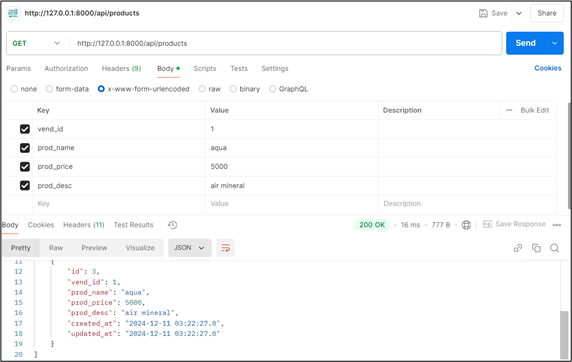 http://127.0.0.1:8000/api/products Save Share
GET http://127.0.0.1:8000/api/products Send
Params Authorization Headers (9) Body Scripts Tests Settings Cookies
none form-data x-www-form-urlencoded raw binary GraphQL
Key Value Description ••• Bulk Edit
vend_id 1
prod_name aqua
prod_price 5000
prod_desc air mineral
Key Value Description
Body Cookies Headers (11) Test Results 200 OK • 16 ms • 777 B Save Response •••
Pretty Raw Preview Visualize JSON
11 {
12 "id": 3,
13 "vend_id": 1,
14 "prod_name": "aqua",
15 "prod_price": 5000,
16 "prod_desc": "air mineral",
17 "created_at": "2024-12-11 03:22:27.0",
18 "updated_at": "2024-12-11 03:22:27.0"
19 }
20 ]